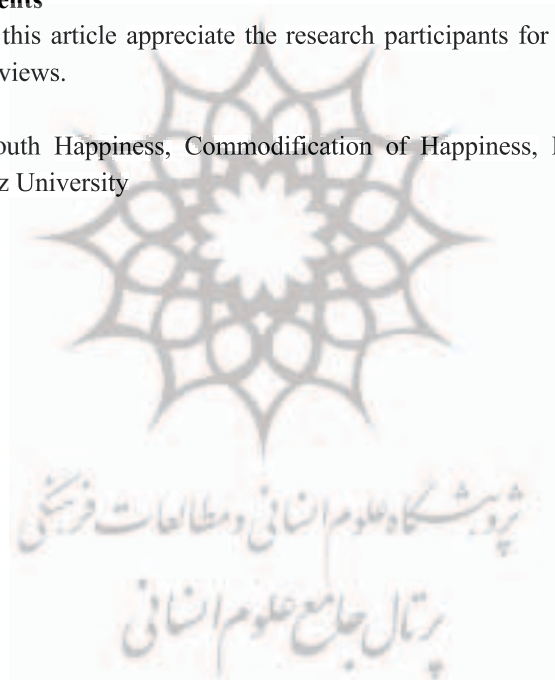 ents
this article appreciate the research participants for
views.
outh Happiness, Commodification of Happiness,
z University
پژوهشگاه علوم انسانی و مطالعات فرهنگی
پرتال جامع علوم انسانی